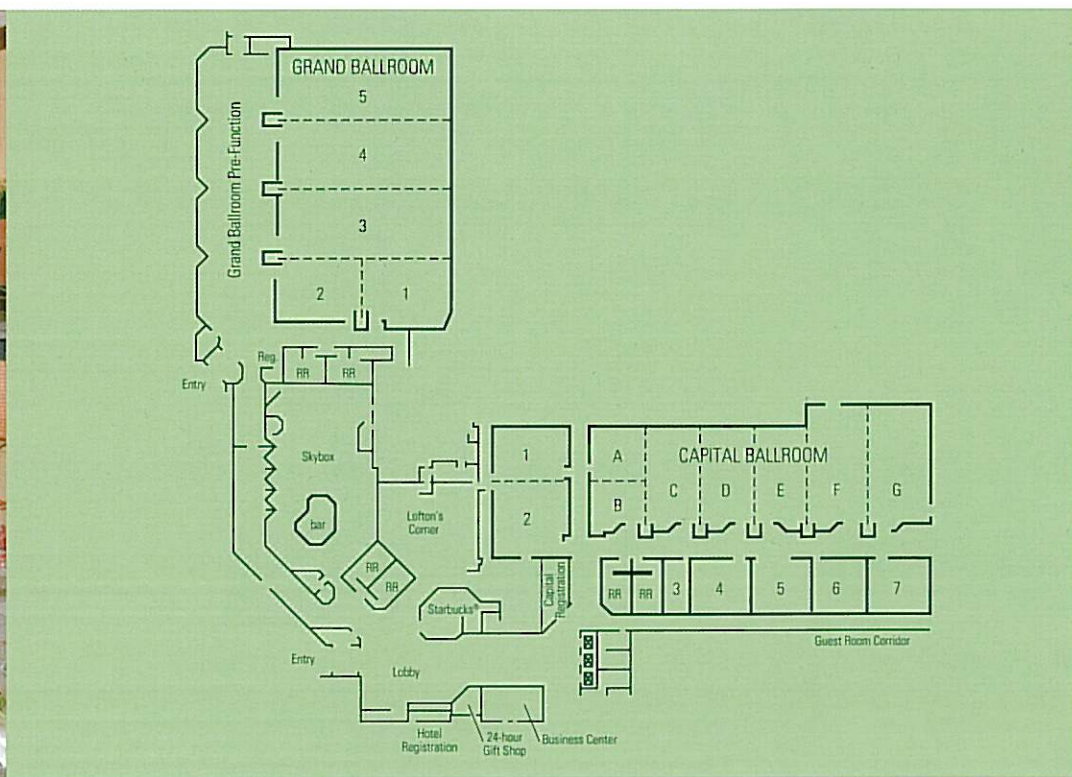 GRAND BALLROOM
5
Grand Ballroom Pre-Function
4
3
2
1
Reg.
RR
RR
Entry
Skybox
bar
Lofton's
Corner
1
2
A
B
CAPITAL BALLROOM
C
D
E
F
G
RR
RR
Starbucks®
Capital
Registration
RR
RR
3
4
5
6
7
Guest Room Corridor
Entry
Lobby
Hotel
Registration
24-hour
Gift Shop
Business Center